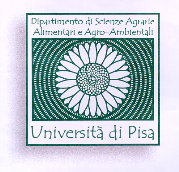 Dipartimento di Scienze Agrarie
Alimentari e Agro-Ambientali
Università di Pisa